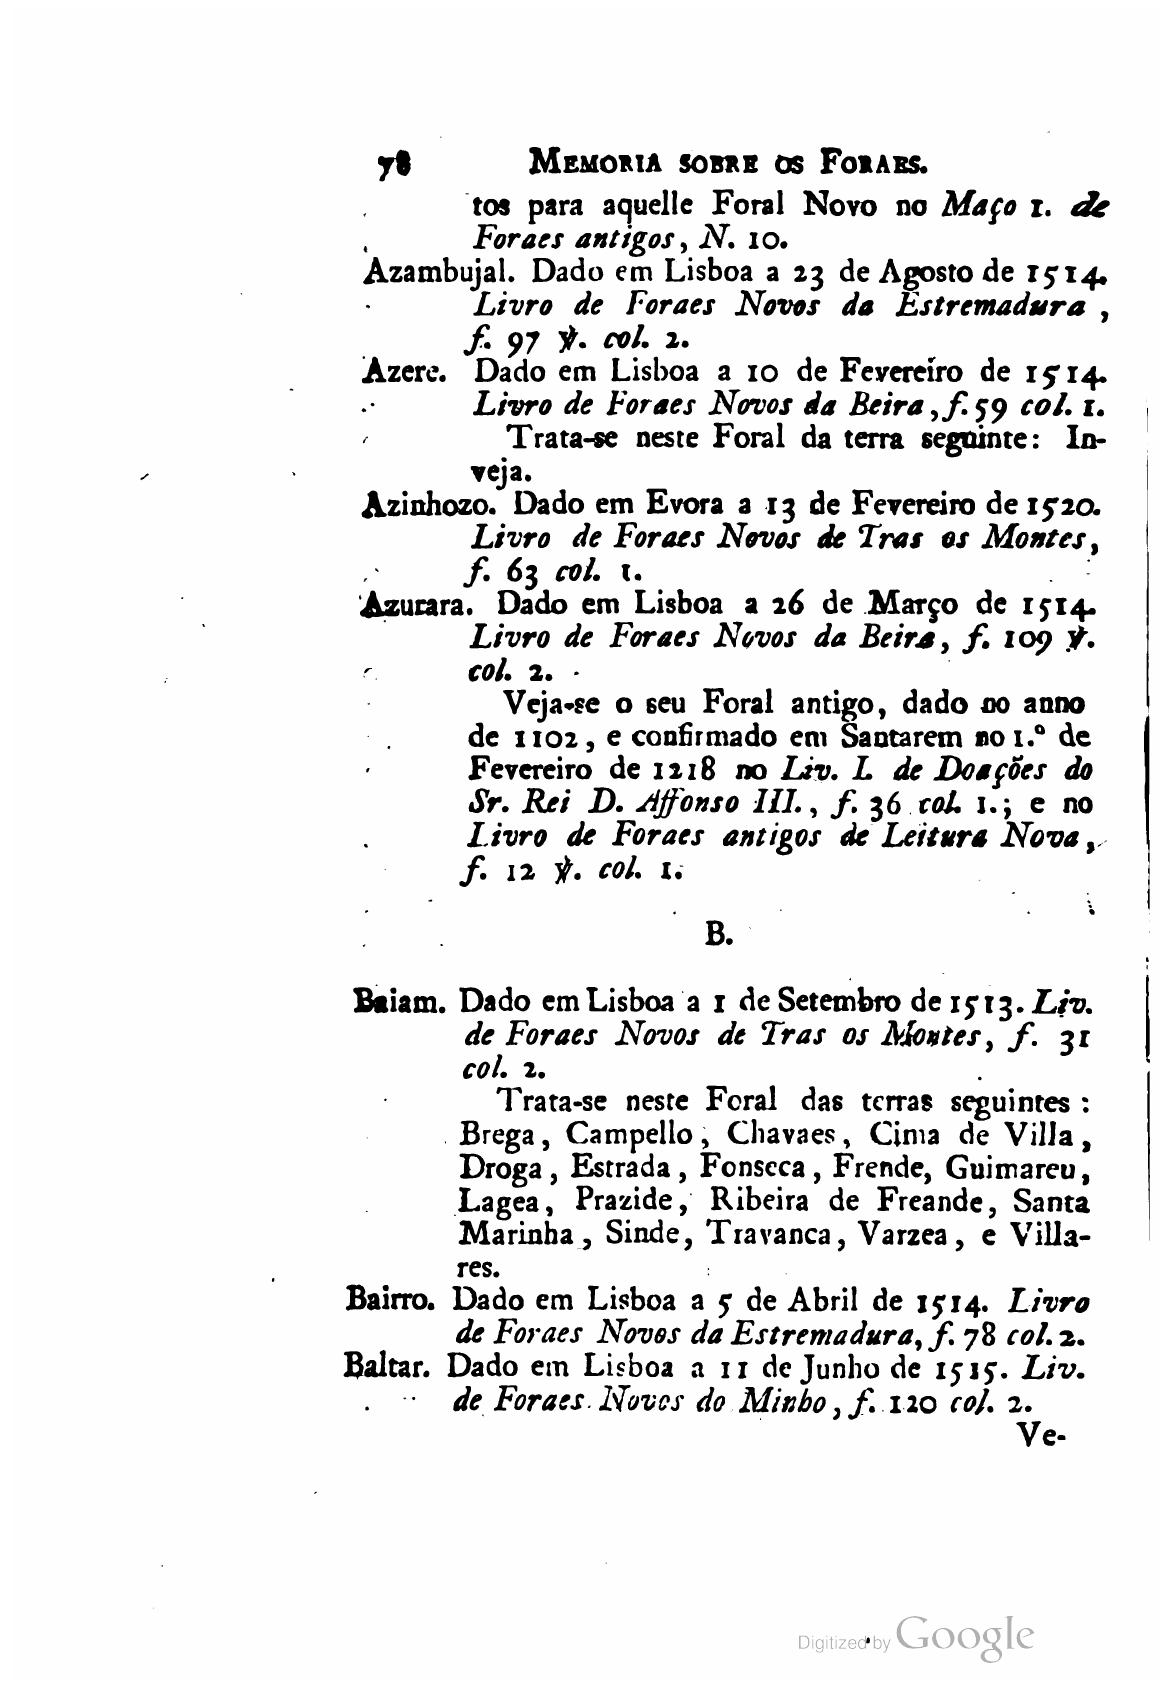 78 MEMORIA SOBRE OS FORAES.
tos para aquelle Foral Novo no Maço 1. de
Foraes antigos, N. 10.
Azambujal. Dado em Lisboa a 23 de Agosto de 1514.
Livro de Foraes Novos da Estremadura,
f. 97 ℣. col. 2.
Azere. Dado em Lisboa a 10 de Fevereiro de 1514.
Livro de Foraes Novos da Beira, f. 59 col. 1.
Trata-se neste Foral da terra seguinte: In-
veja.
Azinhozo. Dado em Evora a 13 de Fevereiro de 1520.
Livro de Foraes Novos de Tras os Montes,
f. 63 col. 1.
Azurara. Dado em Lisboa a 26 de Março de 1514.
Livro de Foraes Novos da Beira, f. 109 ℣.
col. 2.
Veja-se o seu Foral antigo, dado no anno
de 1102, e confirmado em Santarem no 1.º de
Fevereiro de 1218 no Liv. I. de Doações do
Sr. Rei D. Affonso III., f. 36 col. 1.; e no
Livro de Foraes antigos de Leitura Nova,
f. 12 ℣. col. 1.
B.
Baiam. Dado em Lisboa a 1 de Setembro de 1513. Liv.
de Foraes Novos de Tras os Montes, f. 31
col. 2.
Trata-se neste Foral das terras seguintes:
Brega, Campello, Chavaes, Cima de Villa,
Droga, Estrada, Fonseca, Frende, Guimareu,
Lagea, Prazide, Ribeira de Freande, Santa
Marinha, Sinde, Travanca, Varzea, e Villa-
res.
Bairro. Dado em Lisboa a 5 de Abril de 1514. Livro
de Foraes Novos da Estremadura, f. 78 col. 2.
Baltar. Dado em Lisboa a 11 de Junho de 1515. Liv.
de Foraes Novos do Minho, f. 120 col. 2.
Ve-
Digitized by Google